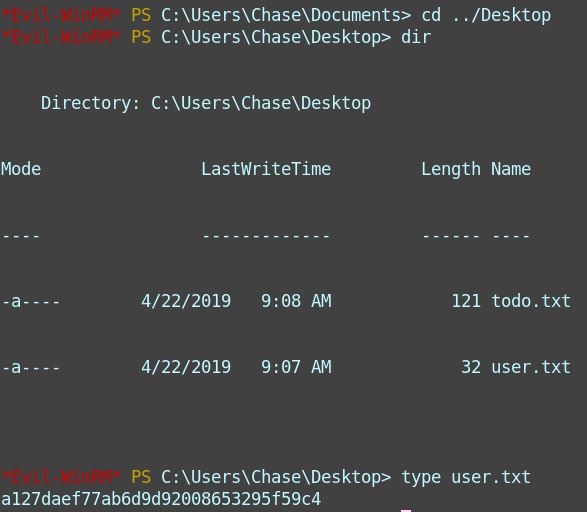 *Evil-WinRM* PS C:\Users\Chase\Documents> cd ../Desktop
*Evil-WinRM* PS C:\Users\Chase\Desktop> dir
Directory: C:\Users\Chase\Desktop
Mode                LastWriteTime         Length Name
----                -------------         ------ ----
-a----        4/22/2019   9:08 AM            121 todo.txt
-a----        4/22/2019   9:07 AM             32 user.txt
*Evil-WinRM* PS C:\Users\Chase\Desktop> type user.txt
a127daef77ab6d9d92008653295f59c4